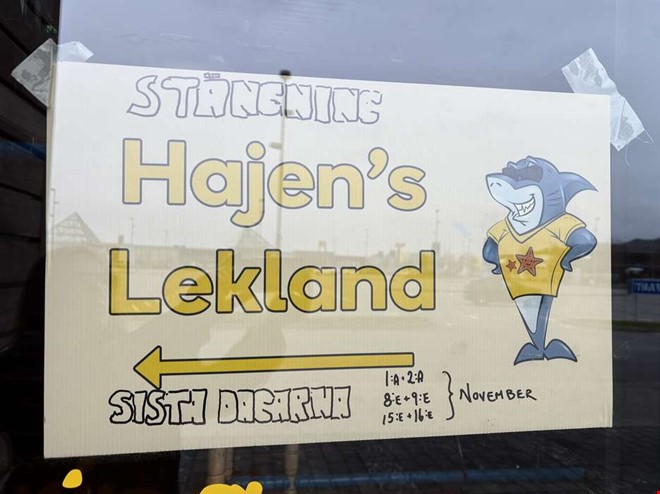 STÄNGNING
Hajen's
Lekland
SISTA DAGARNA
1:A + 2:A
8:E + 9:E
15:E + 16:E
} NOVEMBER